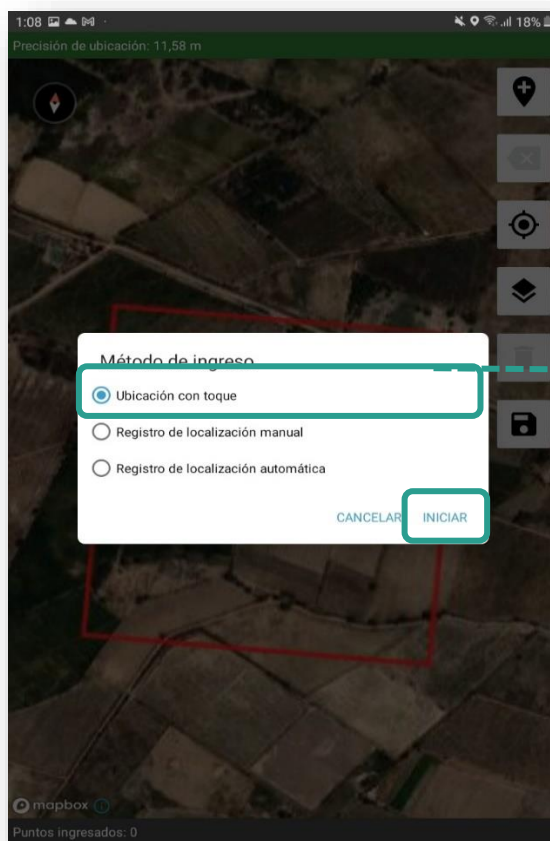 1:08
18%
Precisión de ubicación: 11,58 m
Método de ingreso
Ubicación con toque
Registro de localización manual
Registro de localización automática
CANCELAR INICIAR
mapbox
Puntos ingresados: 0